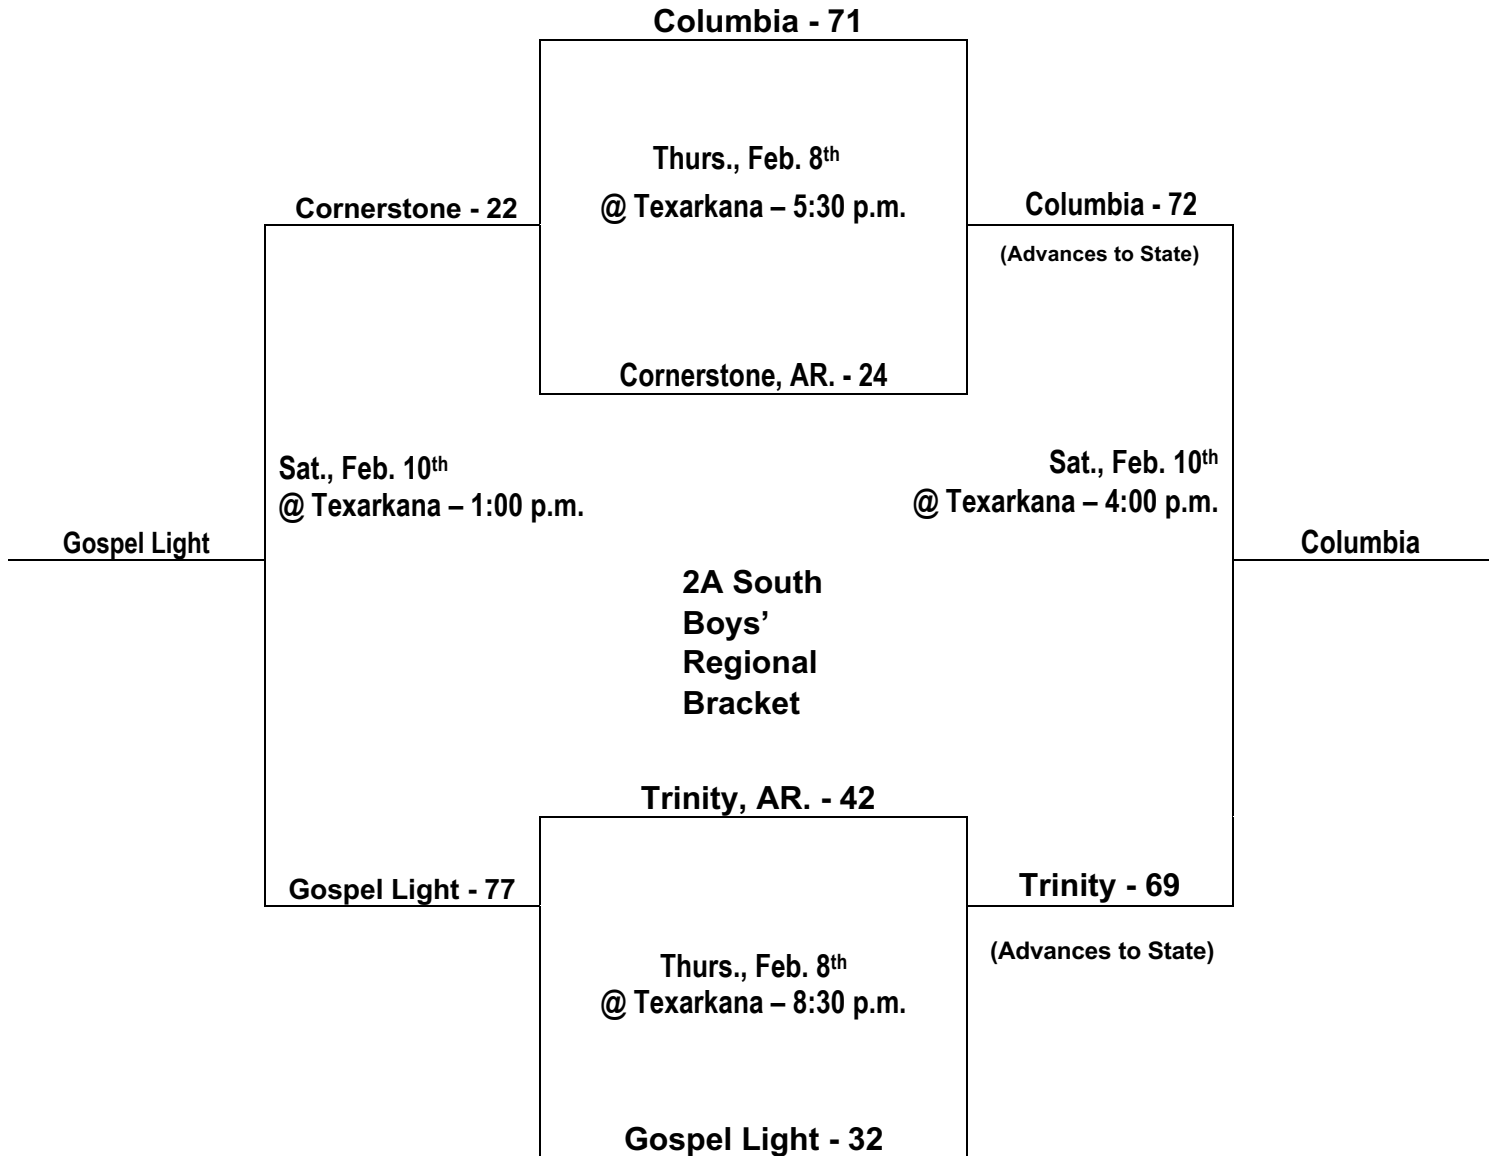 Columbia - 71
Thurs., Feb. 8th
@ Texarkana – 5:30 p.m.
Cornerstone - 22
Columbia - 72
(Advances to State)
Cornerstone, AR. - 24
Sat., Feb. 10th
@ Texarkana – 1:00 p.m.
Sat., Feb. 10th
@ Texarkana – 4:00 p.m.
Gospel Light
Columbia
2A South
Boys’
Regional
Bracket
Trinity, AR. - 42
Gospel Light - 77
Trinity - 69
(Advances to State)
Thurs., Feb. 8th
@ Texarkana – 8:30 p.m.
Gospel Light - 32